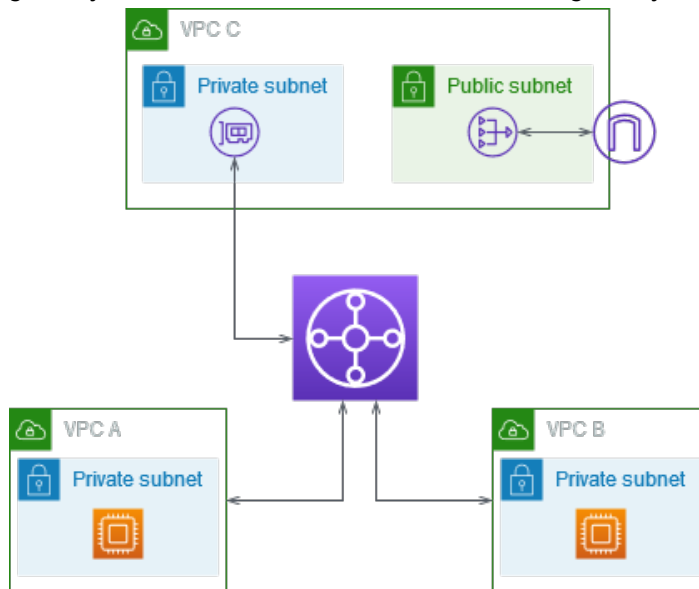 VPC C
Private subnet
Public subnet
VPC A
Private subnet
VPC B
Private subnet